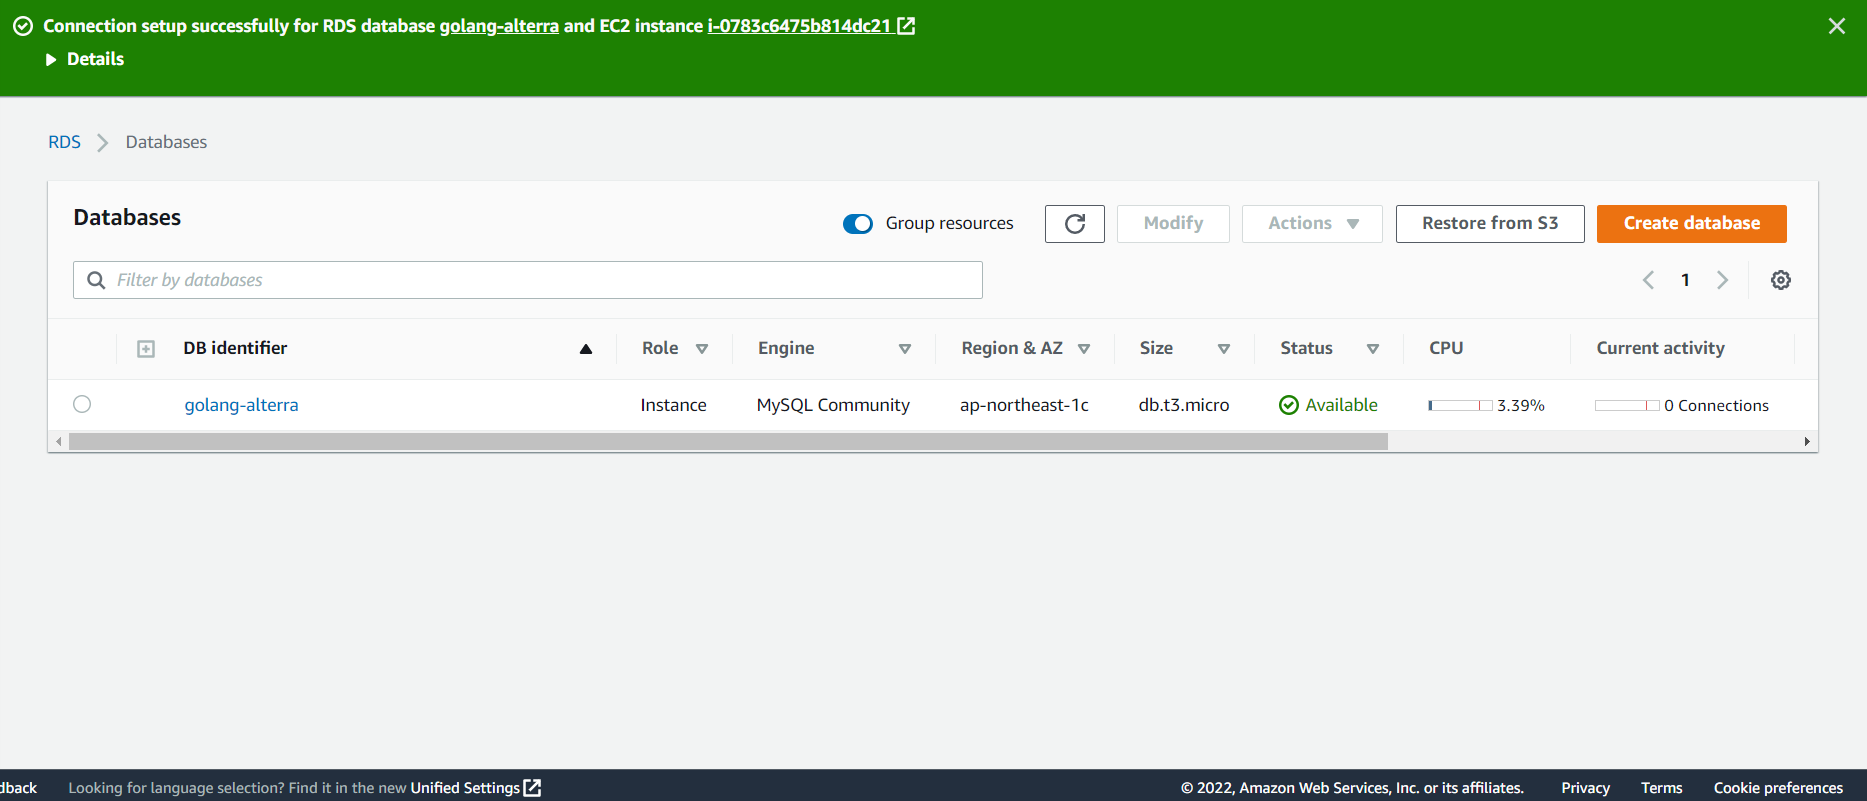 Connection setup successfully for RDS database golang-alterra and EC2 instance i-0783c6475b814dc21
Details
RDS Databases
Databases
Group resources
Modify
Actions
Restore from S3
Create database
Filter by databases
1
DB identifier Role Engine Region & AZ Size Status CPU Current activity
golang-alterra Instance MySQL Community ap-northeast-1c db.t3.micro Available 3.39% 0 Connections
dback Looking for language selection? Find it in the new Unified Settings © 2022, Amazon Web Services, Inc. or its affiliates. Privacy Terms Cookie preferences